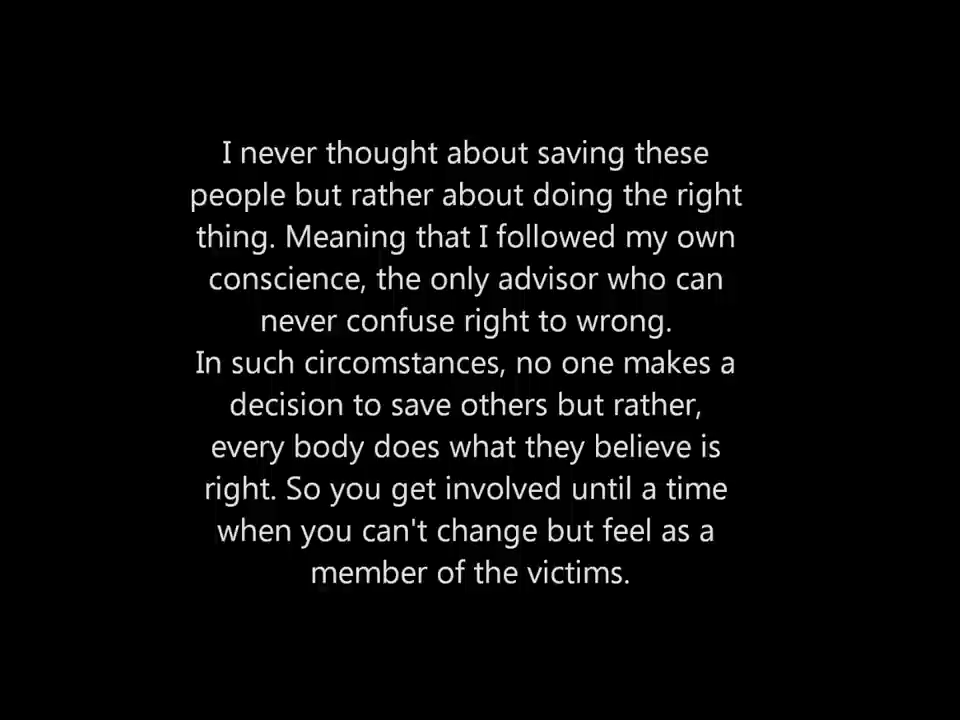 I never thought about saving these
people but rather about doing the right
thing. Meaning that I followed my own
conscience, the only advisor who can
never confuse right to wrong.
In such circomstances, no one makes a
decision to save others but rather,
every body does what they believe is
right. So you get involved until a time
when you can't change but feel as a
member of the victims.